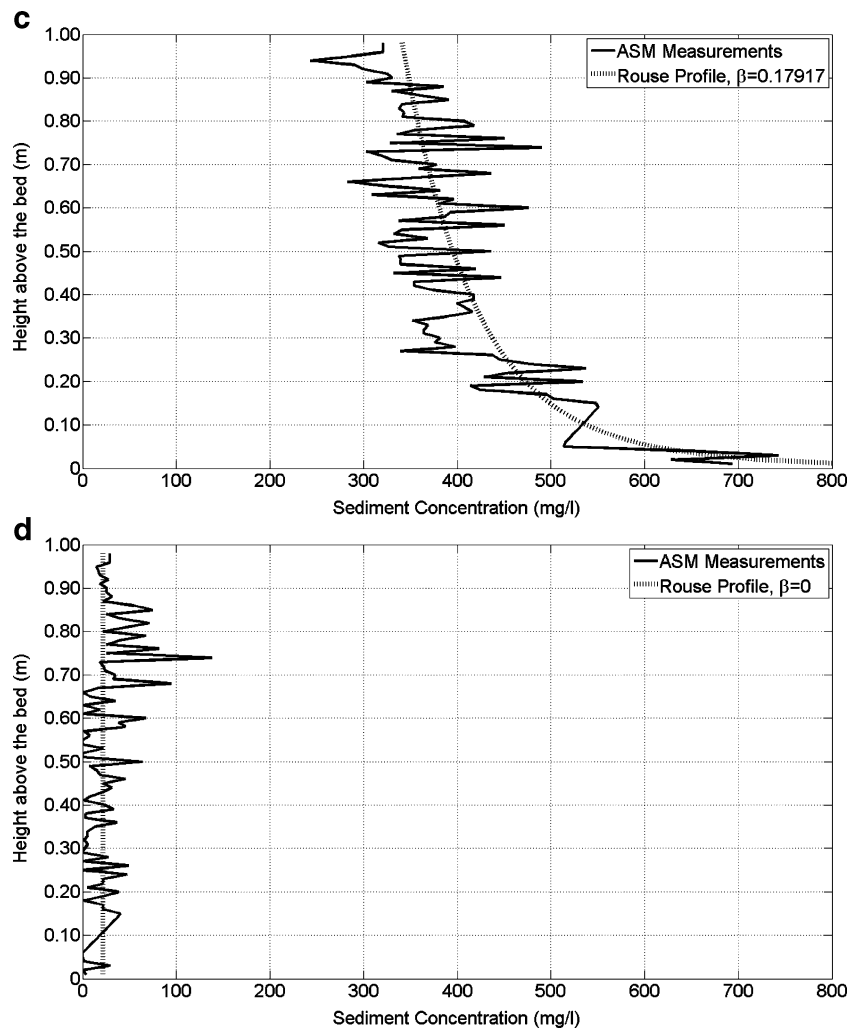 c
1.00
0.90
0.80
0.70
0.60
0.50
0.40
0.30
0.20
0.10
0
Height above the bed (m)
ASM Measurements
Rouse Profile, β=0.17917
0 100 200 300 400 500 600 700 800
Sediment Concentration (mg/l)
d
1.00
0.90
0.80
0.70
0.60
0.50
0.40
0.30
0.20
0.10
0
Height above the bed (m)
ASM Measurements
Rouse Profile, β=0
0 100 200 300 400 500 600 700 800
Sediment Concentration (mg/l)